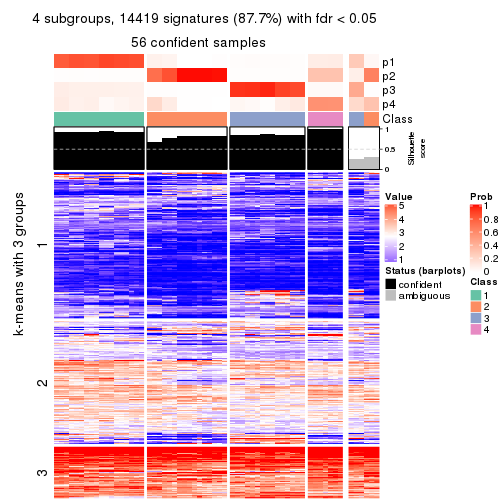 4 subgroups, 14419 signatures (87.7%) with fdr < 0.05
56 confident samples
p1
p2
p3
p4
Class
1
0.5
0
Silhouette
score
k-means with 3 groups
1
2
3
Value
5
4
3
2
1
Status (barplots)
confident
ambiguous
Prob
1
0.8
0.6
0.4
0.2
0
Class
1
2
3
4